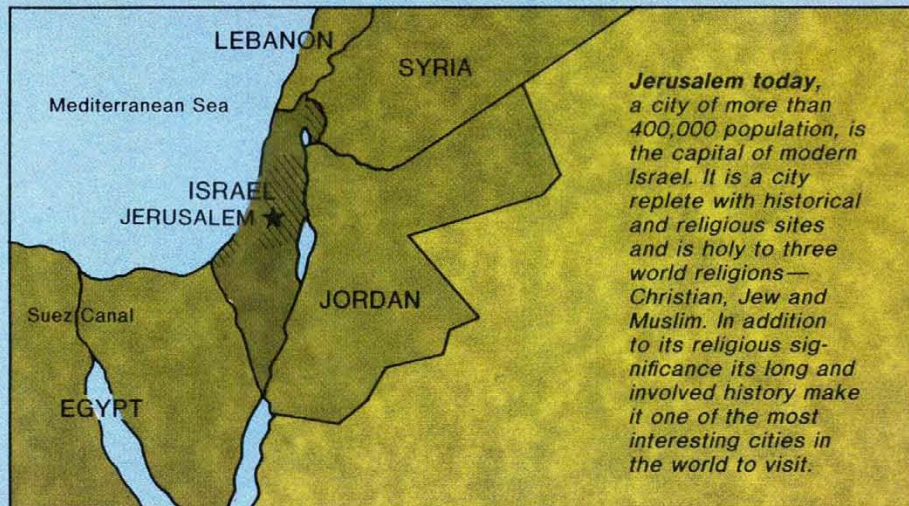 LEBANON
SYRIA
Mediterranean Sea
ISRAEL
JERUSALEM
JORDAN
Suez Canal
EGYPT
Jerusalem today,
a city of more than
400,000 population, is
the capital of modern
Israel. It is a city
replete with historical
and religious sites
and is holy to three
world religions—
Christian, Jew and
Muslim. In addition
to its religious sig-
nificance its long and
involved history make
it one of the most
interesting cities in
the world to visit.